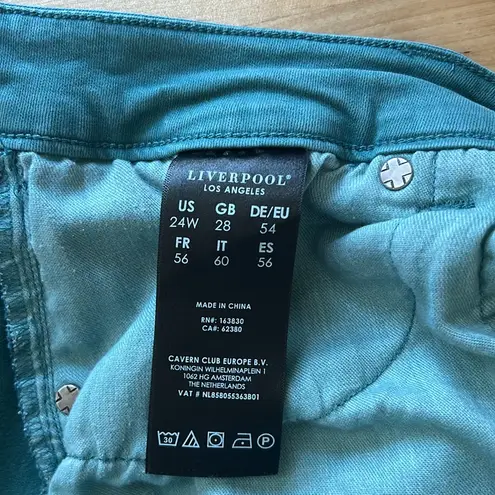 LIVERPOOL®
LOS ANGELES
US GB DE/EU
24W 28 54
FR IT ES
56 60 56
MADE IN CHINA
RN#: 163830
CA#: 62380
CAVERN CLUB EUROPE B.V.
KONINGIN WILHELMINAPLEIN 1
1062 HG AMSTERDAM
THE NETHERLANDS
VAT # NL858055363B01
30 P